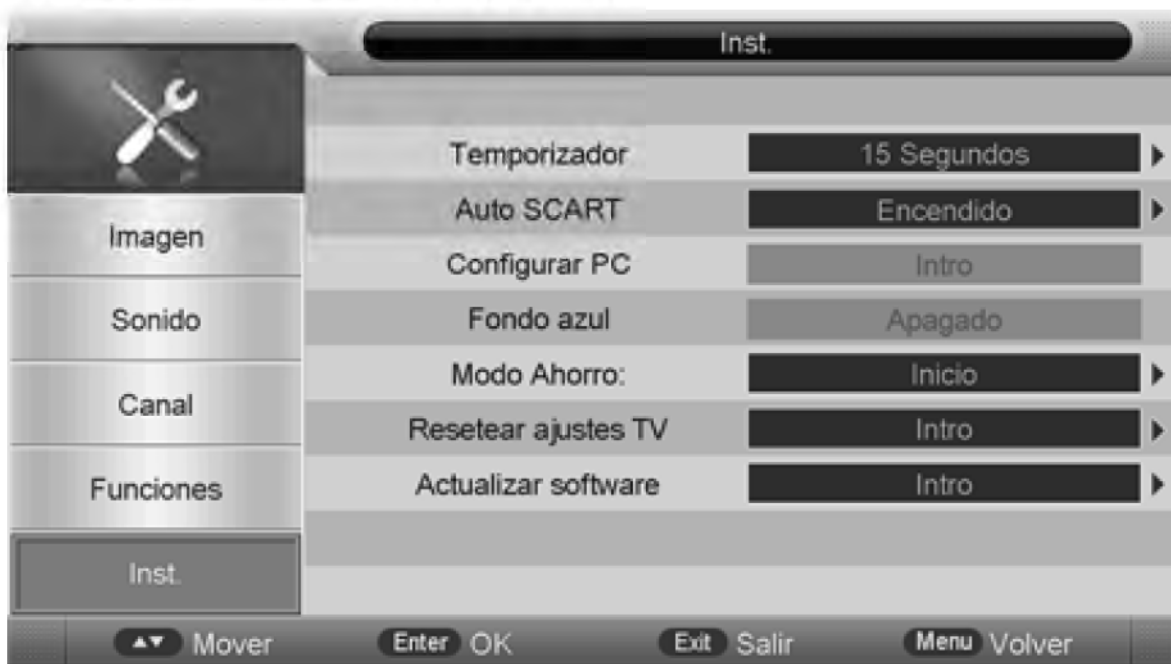 Inst.
Temporizador 15 Segundos
Auto SCART Encendido
Imagen
Configurar PC Intro
Sonido
Fondo azul Apagado
Modo Ahorro: Inicio
Canal
Resetear ajustes TV Intro
Funciones
Actualizar software Intro
Inst.
Mover Enter OK Exit Salir Menu Volver